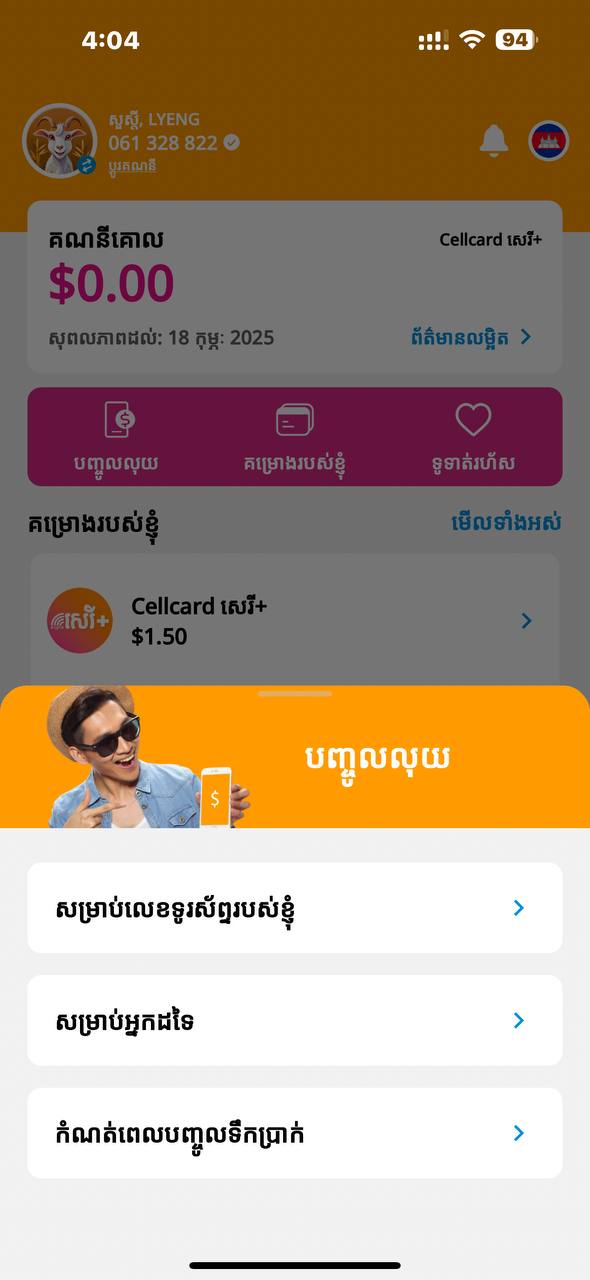 4:04
94
សួស្តី, LYENG
061 328 822
ប្តូរគណនី
គណនីគោល
Cellcard សេរី+
$0.00
សុពលភាពដល់: 18 កុម្ភៈ 2025
ព័ត៌មានលម្អិត
បញ្ចូលលុយ
គម្រោងរបស់ខ្ញុំ
ទូទាត់រហ័ស
គម្រោងរបស់ខ្ញុំ
មើលទាំងអស់
សេរី+
Cellcard សេរី+
$1.50
$
បញ្ចូលលុយ
សម្រាប់លេខទូរស័ព្ទរបស់ខ្ញុំ
សម្រាប់អ្នកដទៃ
កំណត់ពេលបញ្ចូលទឹកប្រាក់